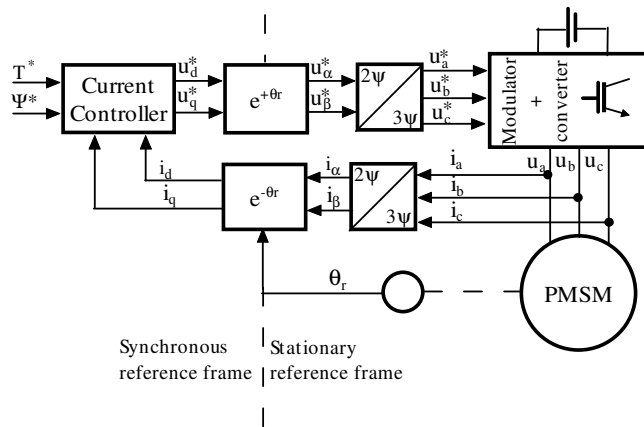 T*
Ψ*
Current
Controller
u*d
u*q
e+θr
u*α
u*β
2ψ
3ψ
u*a
u*b
u*c
Modulator
+
converter
ua
ub
uc
id
iq
e-θr
iα
iβ
2ψ
3ψ
ia
ib
ic
θr
PMSM
Synchronous
reference frame
Stationary
reference frame